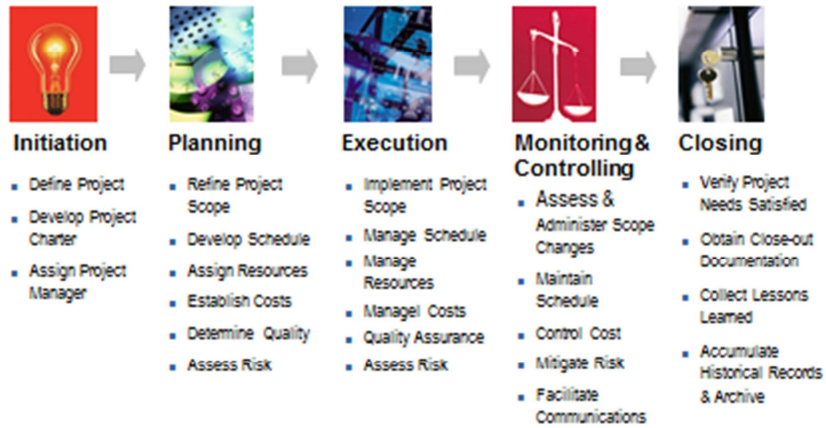 Initiation
Define Project
Develop Project
Charter
Assign Project
Manager
Planning
Refine Project
Scope
Develop Schedule
Assign Resources
Establish Costs
Determine Quality
Assess Risk
Execution
Implement Project
Scope
Manage Schedule
Manage
Resources
Managel Costs
Quality Assurance
Assess Risk
Monitoring &
Controlling
Assess &
Administer Scope
Changes
Maintain
Schedule
Control Cost
Mitigate Risk
Facilitate
Communications
Closing
Verify Project
Needs Satisfied
Obtain Close-out
Documentation
Collect Lessons
Learned
Accumulate
Historical Records
& Archive